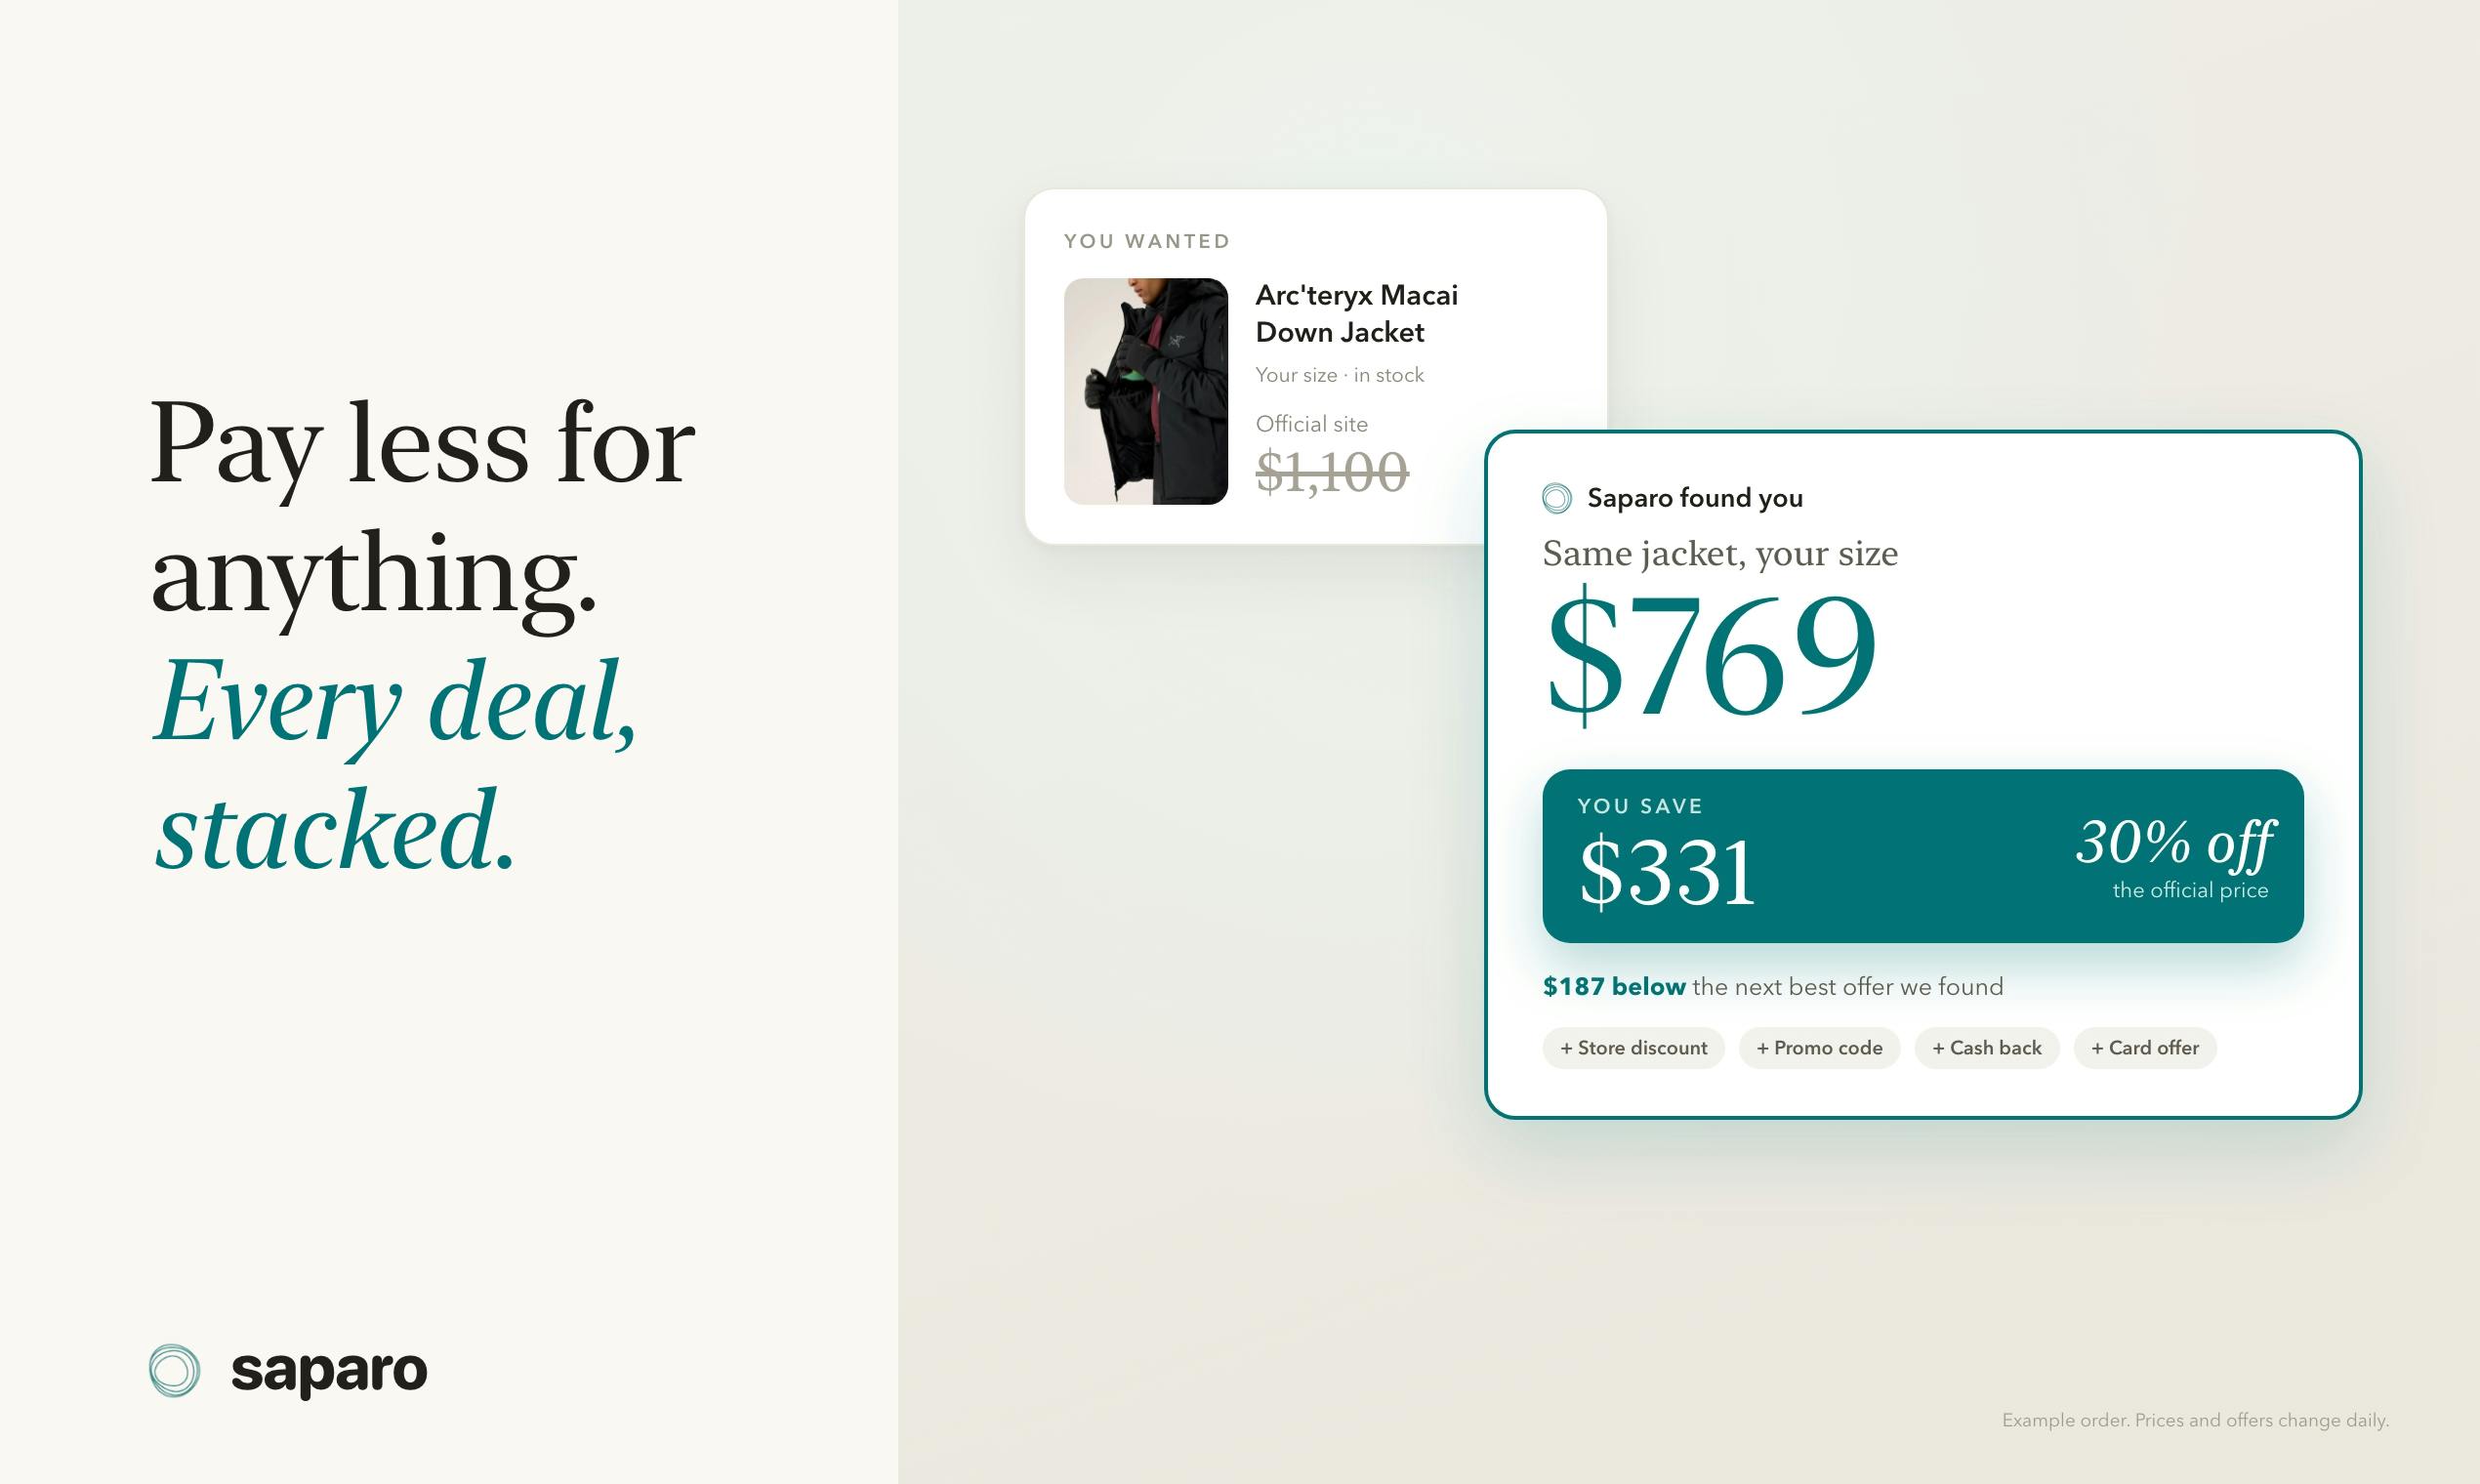 Pay less for
anything.
Every deal,
stacked.
saparo
YOU WANTED
Arc'teryx Macai
Down Jacket
Your size · in stock
Official site
$1,100
Saparo found you
Same jacket, your size
$769
YOU SAVE
$331
30% off
the official price
$187 below the next best offer we found
+ Store discount + Promo code + Cash back + Card offer
Example order. Prices and offers change daily.